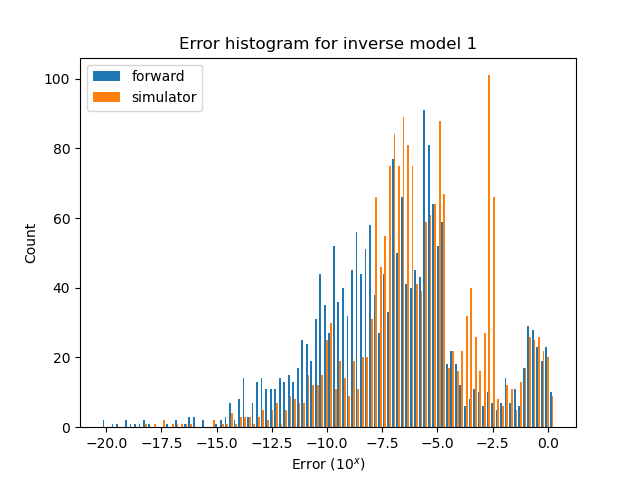 Error histogram for inverse model 1
forward
simulator
Count
100
80
60
40
20
0
−20.0 −17.5 −15.0 −12.5 −10.0 −7.5 −5.0 −2.5 0.0
Error (10^x)